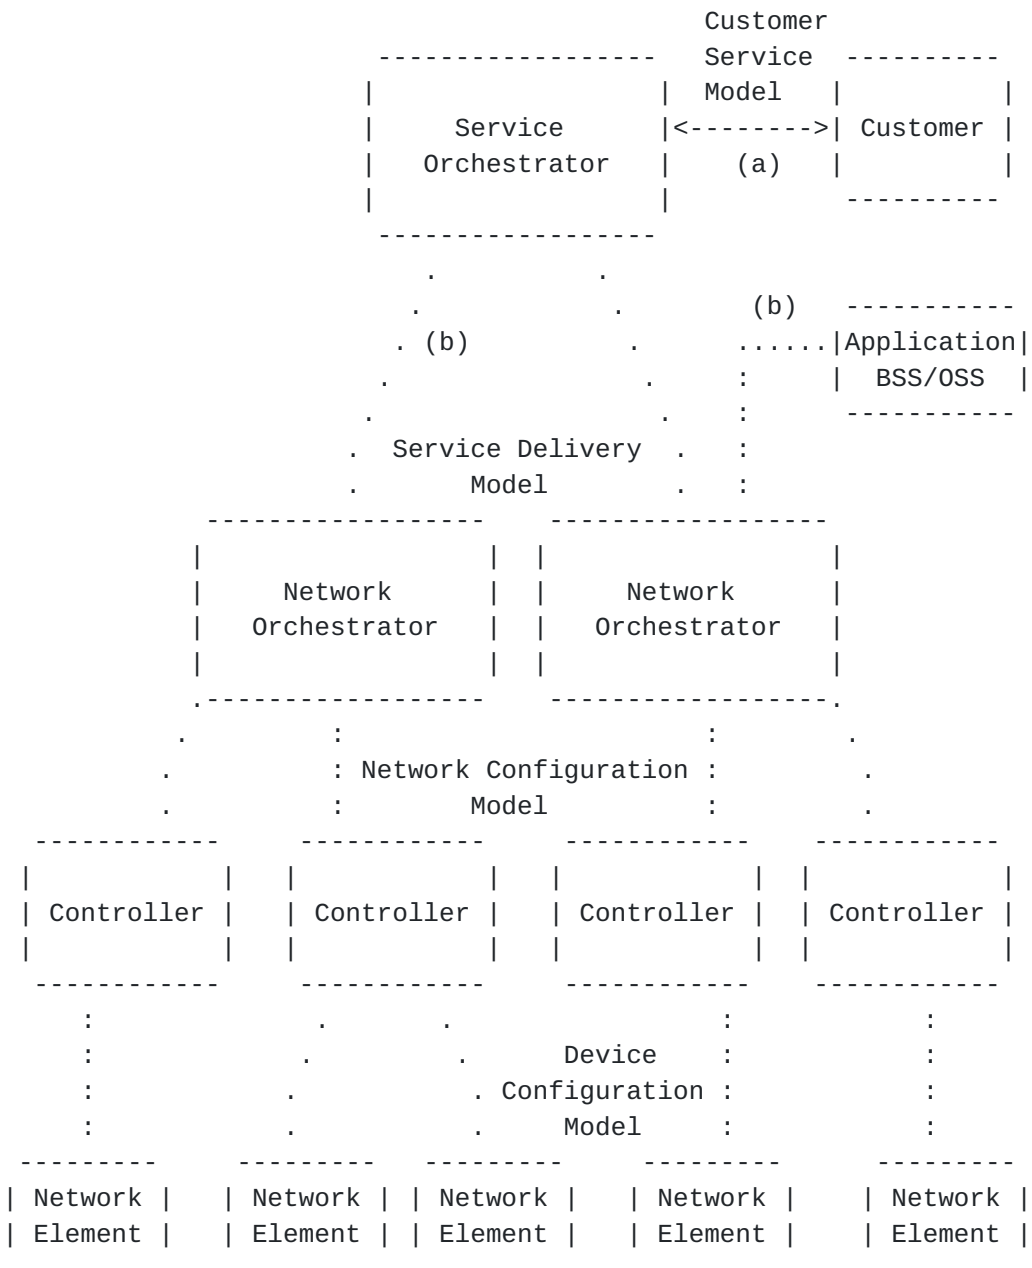 Customer
Service
Model
Service <--------> Customer
Orchestrator (a)
(b)
(b) Application
BSS/OSS
Service Delivery
Model
Network Network
Orchestrator Orchestrator
Network Configuration
Model
Controller Controller Controller Controller
Device
Configuration
Model
Network Network Network Network Network
Element Element Element Element Element